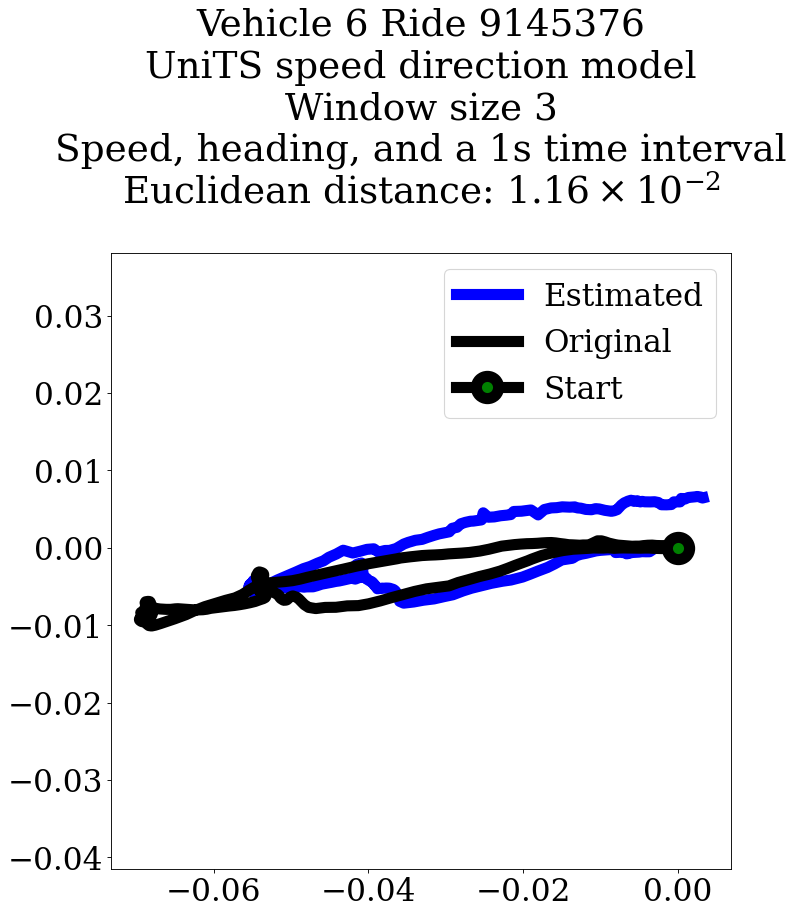 Vehicle 6 Ride 9145376
UniTS speed direction model
Window size 3
Speed, heading, and a 1s time interval
Euclidean distance: 1.16 × 10⁻²
Estimated
Original
Start
0.03
0.02
0.01
0.00
−0.01
−0.02
−0.03
−0.04
−0.06 −0.04 −0.02 0.00